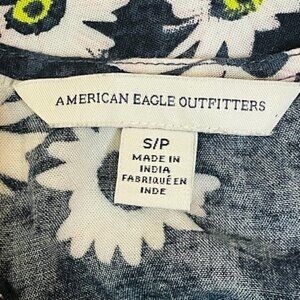 AMERICAN EAGLE OUTFITTERS
S/P
MADE IN
INDIA
FABRIQUÉ EN
INDE